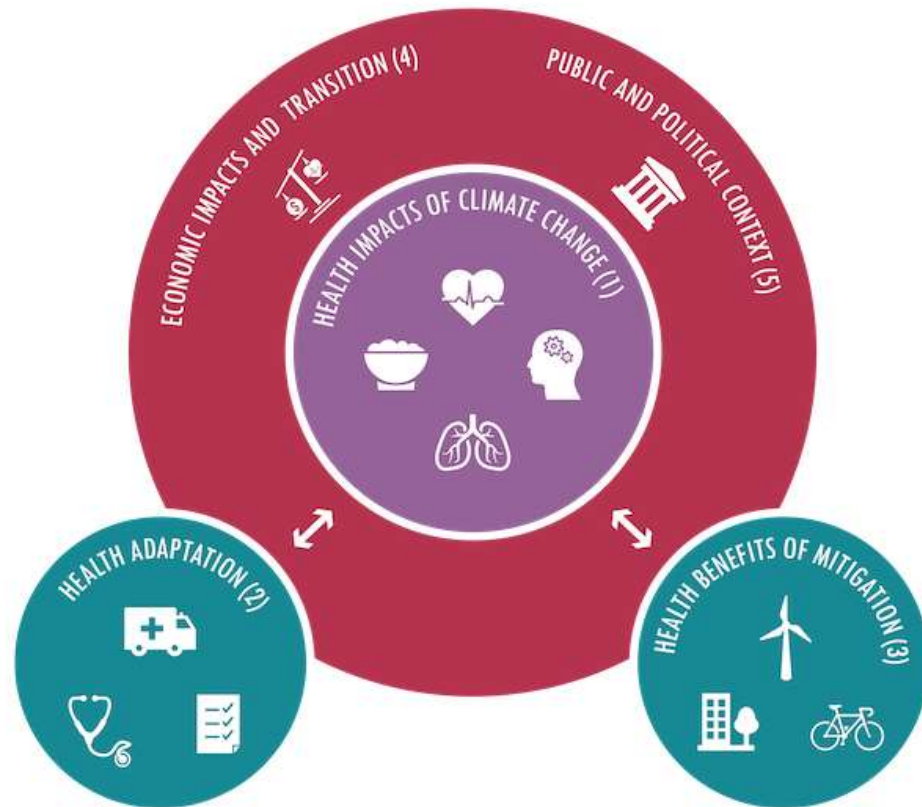 ECONOMIC IMPACTS AND TRANSITION (4)
PUBLIC AND POLITICAL CONTEXT (5)
HEALTH IMPACTS OF CLIMATE CHANGE (1)
$
HEALTH ADAPTATION (2)
HEALTH BENEFITS OF MITIGATION (3)